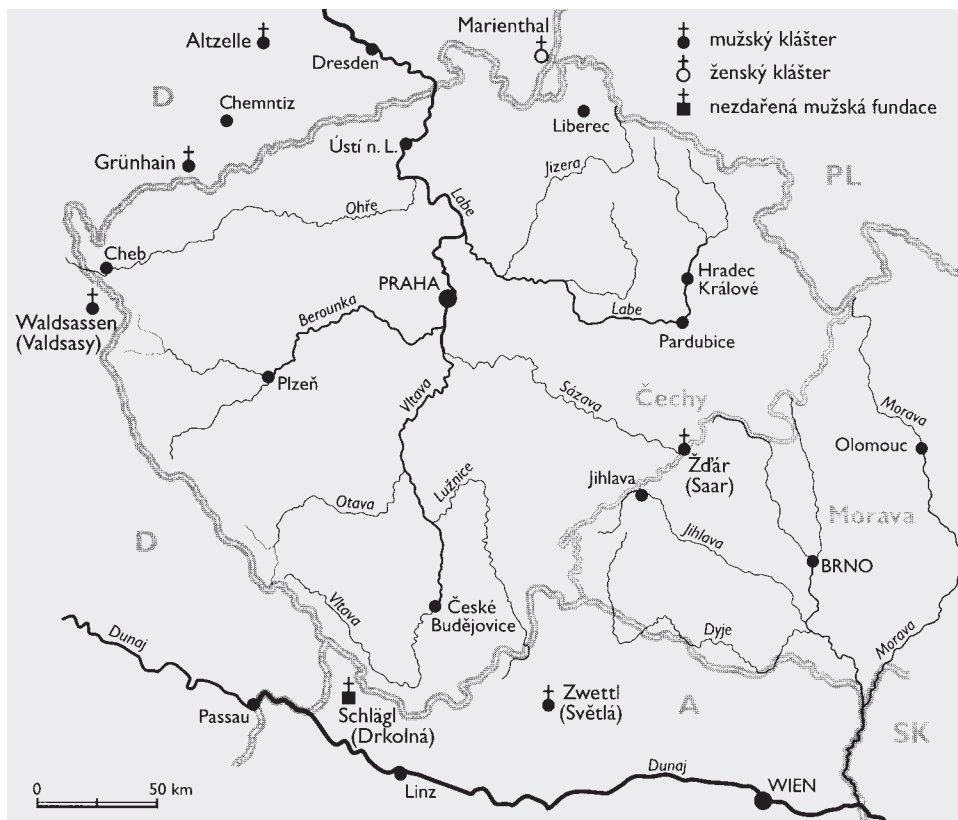 Marienthal
Altzelle
Dresden
mužský klášter
ženský klášter
nezdařená mužská fundace
D
Chemntiz
Liberec
Ústí n. L.
Grünhain
Jizera
PL
Ohře
Labe
Cheb
PRAHA
Hradec
Králové
Waldsassen
(Valdsasy)
Berounka
Labe
Pardubice
Plzeň
Vltava
Sázava
Čechy
Morava
Olomouc
Žďár
(Saar)
Jihlava
Lužnice
Otava
Jihlava
Morava
D
BRNO
Vltava
České
Budějovice
Dyje
Dunaj
Morava
Zwettl
(Světlá)
A
Passau
Schlägl
(Drkolná)
SK
Dunaj
0
50 km
Linz
WIEN